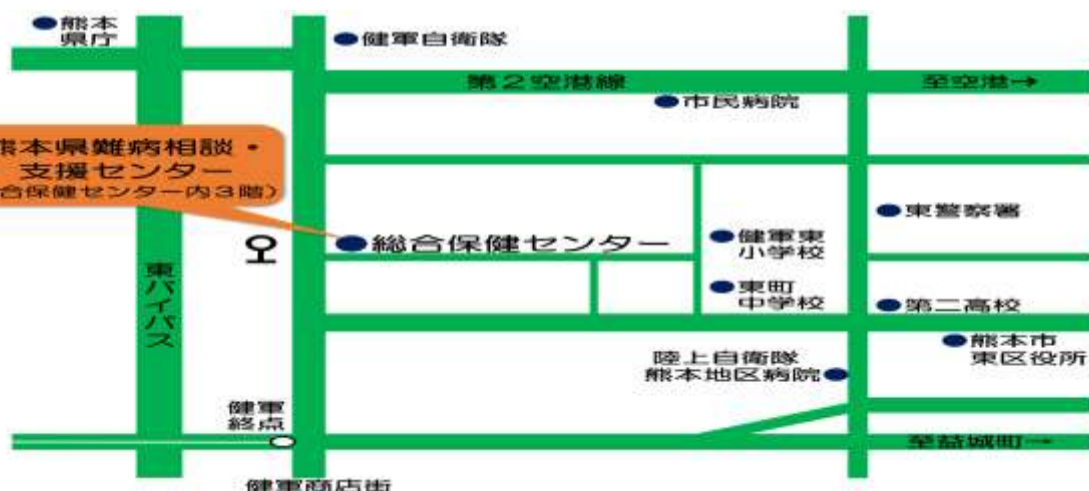 熊本
県庁
健軍自衛隊
第2空港線
至空港→
市民病院
熊本県難病相談・
支援センター
合保健センター内3階)
東警察署
総合保健センター
健軍東
小学校
東バイパス
東町
中学校
第二高校
熊本市
東区役所
陸上自衛隊
熊本地区病院
健軍
終点
至益城町→
健軍商店街